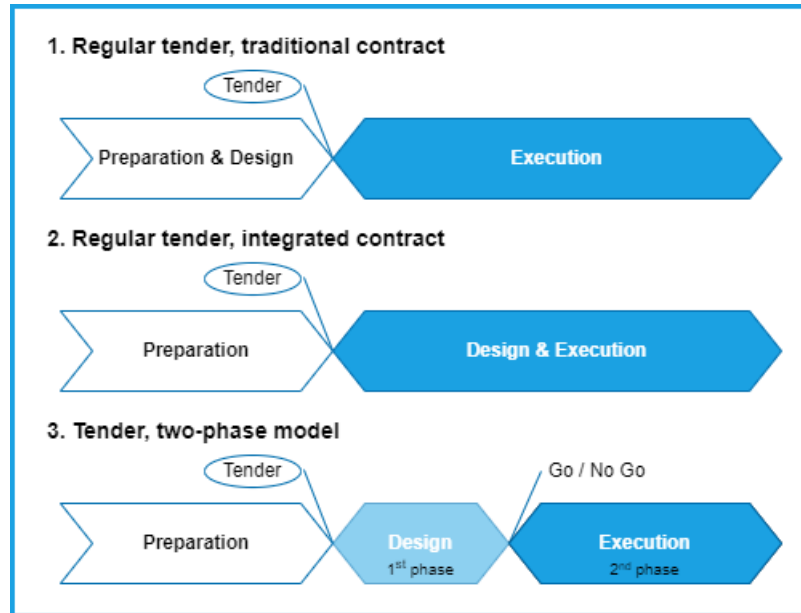 1. Regular tender, traditional contract
Tender
Preparation & Design
Execution
2. Regular tender, integrated contract
Tender
Preparation
Design & Execution
3. Tender, two-phase model
Tender
Go / No Go
Preparation
Design
1st phase
Execution
2nd phase